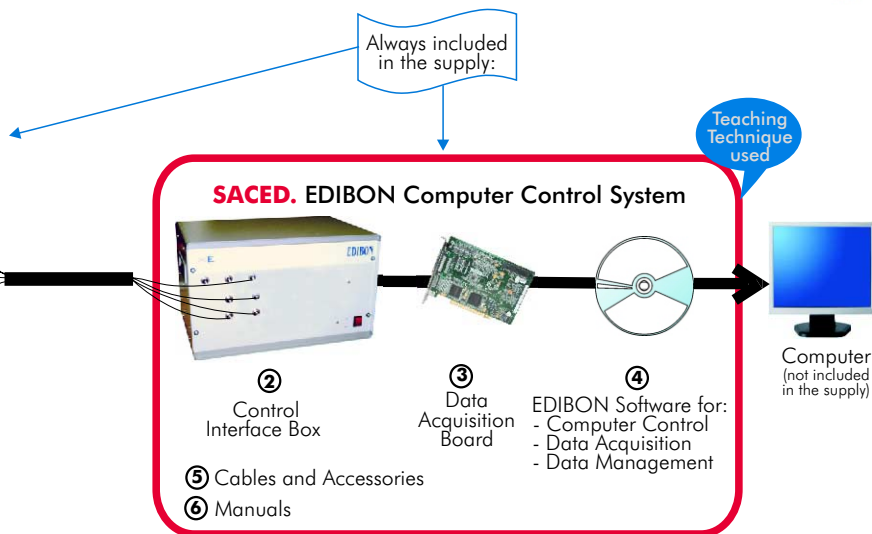 Always included
in the supply:
Teaching
Technique
used
SACED. EDIBON Computer Control System
EDIBON
②
Control
Interface Box
③
Data
Acquisition
Board
④
EDIBON Software for:
- Computer Control
- Data Acquisition
- Data Management
Computer
(not included
in the supply)
⑤ Cables and Accessories
⑥ Manuals